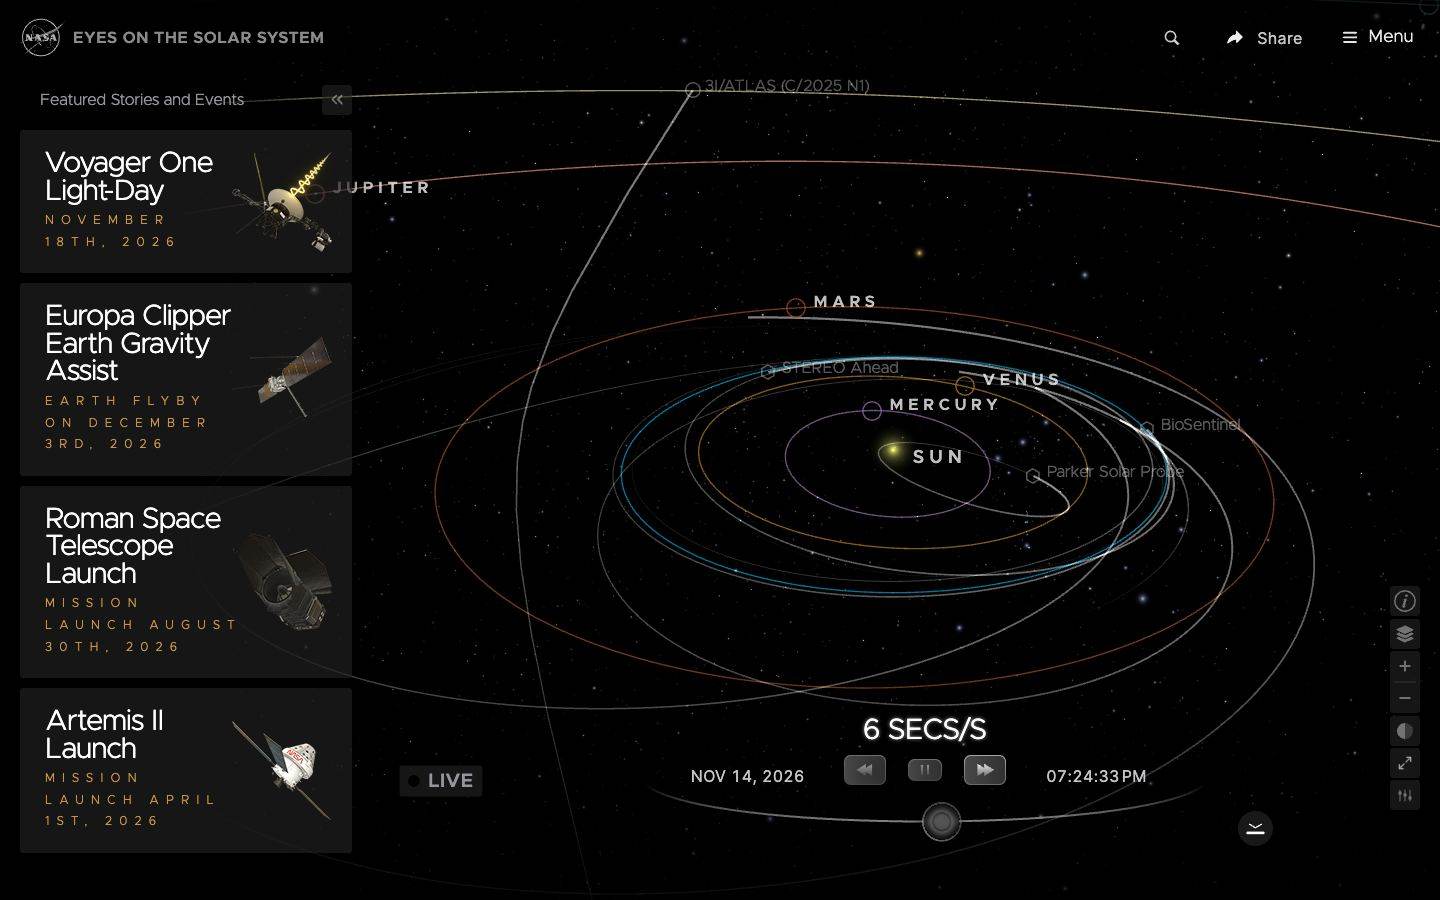 NASA
EYES ON THE SOLAR SYSTEM
Share
Menu
Featured Stories and Events
3I/ATLAS (C/2025 N1)
Voyager One
Light-Day
NOVEMBER
18TH, 2026
JUPITER
Europa Clipper
Earth Gravity
Assist
EARTH FLYBY
ON DECEMBER
3RD, 2026
MARS
STEREO Ahead
VENUS
MERCURY
BioSentinel
SUN
Parker Solar Probe
Roman Space
Telescope
Launch
MISSION
LAUNCH AUGUST
30TH, 2026
Artemis II
Launch
MISSION
LAUNCH APRIL
1ST, 2026
6 SECS/S
LIVE
NOV 14, 2026
07:24:33 PM